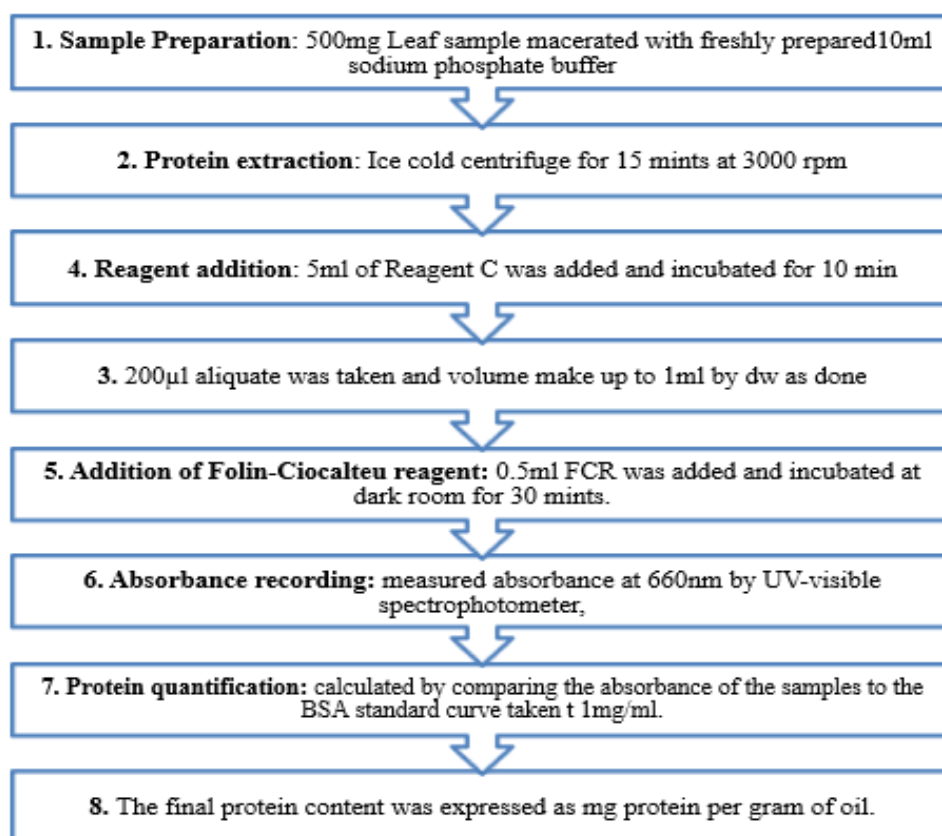 1. Sample Preparation: 500mg Leaf sample macerated with freshly prepared10ml
sodium phosphate buffer
2. Protein extraction: Ice cold centrifuge for 15 mints at 3000 rpm
4. Reagent addition: 5ml of Reagent C was added and incubated for 10 min
3. 200µl aliquate was taken and volume make up to 1ml by dw as done
5. Addition of Folin-Ciocalteu reagent: 0.5ml FCR was added and incubated at
dark room for 30 mints.
6. Absorbance recording: measured absorbance at 660nm by UV-visible
spectrophotometer,
7. Protein quantification: calculated by comparing the absorbance of the samples to the
BSA standard curve taken t 1mg/ml.
8. The final protein content was expressed as mg protein per gram of oil.